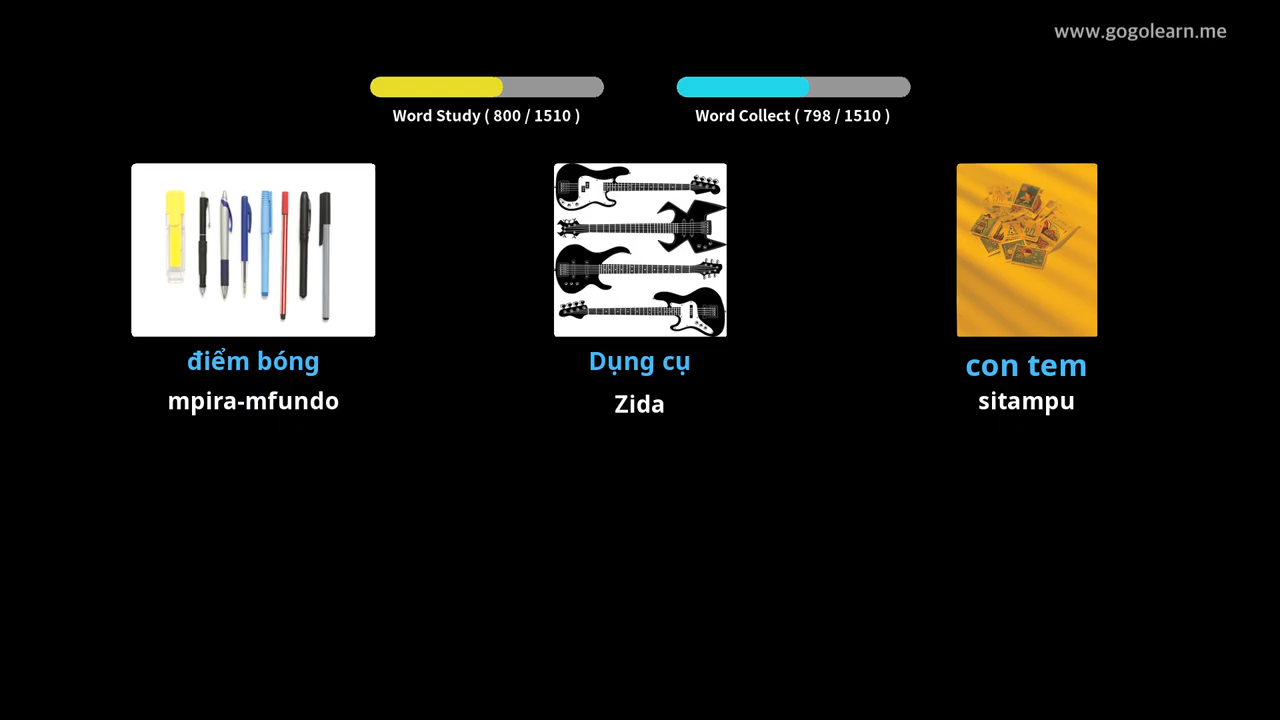 www.gogolearn.me
Word Study ( 800 / 1510 )
Word Collect ( 798 / 1510 )
điểm bóng
Dụng cụ
con tem
mpira-mfundo
Zida
sitampu